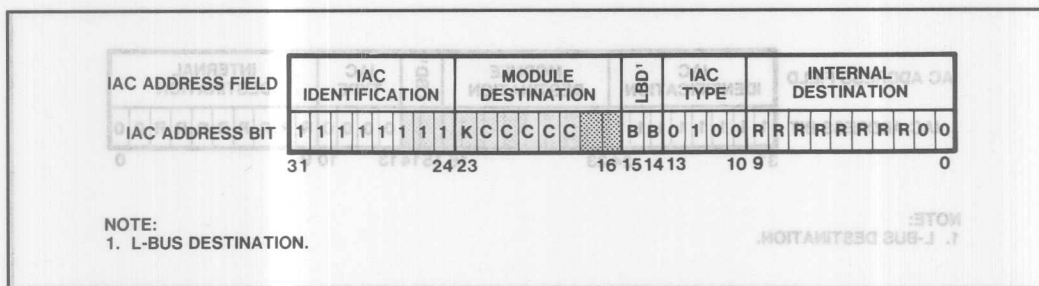 IAC ADDRESS FIELD
IAC IDENTIFICATION
MODULE DESTINATION
LBD¹
IAC TYPE
INTERNAL DESTINATION
IAC ADDRESS BIT
1 1 1 1 1 1 1 1 K C C C C C B B 0 1 0 0 R R R R R R R R 0 0
31 24 23 16 15 14 13 10 9 0
NOTE:
1. L-BUS DESTINATION.